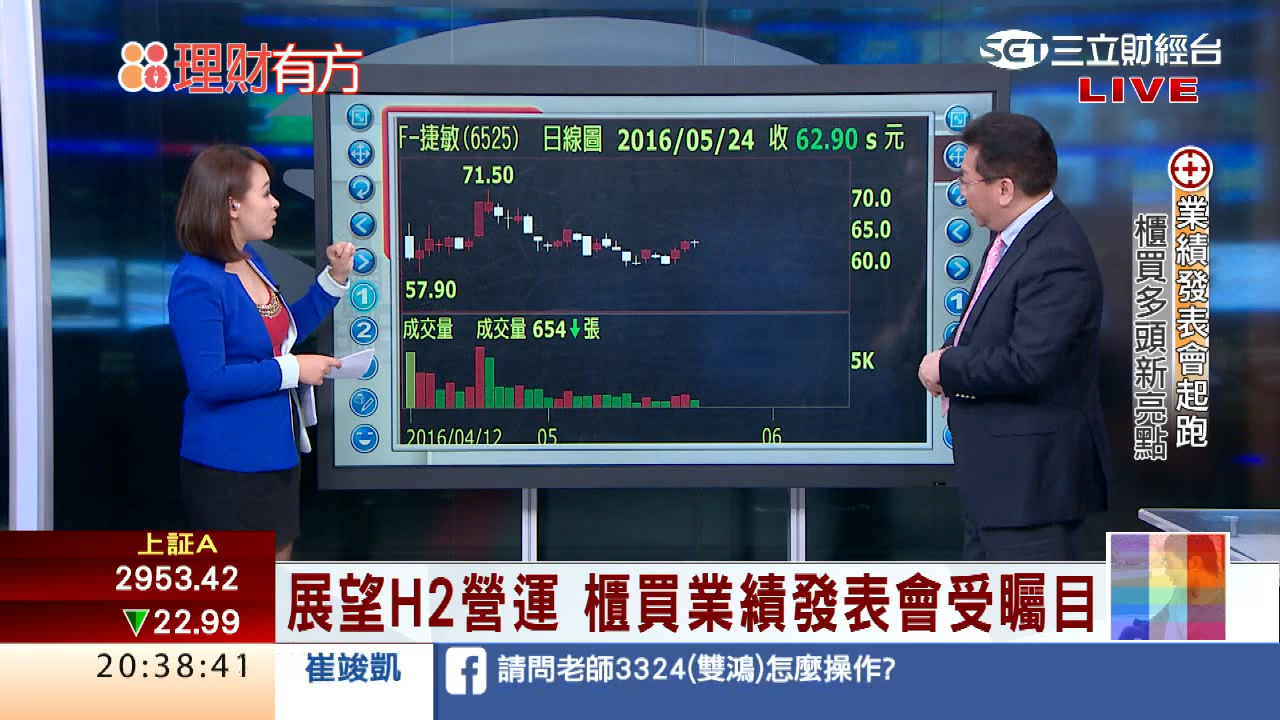 理財有方
SET三立財經台
LIVE
F-捷敏(6525) 日線圖 2016/05/24 收 62.90 s 元
71.50
70.0
65.0
60.0
57.90
成交量 成交量 654↓張
5K
2016/04/12 05 06
1
2
1
業績發表會起跑
櫃買多頭新亮點
上証A
2953.42
▼22.99
展望H2營運 櫃買業績發表會受矚目
20:38:41
崔竣凱
請問老師3324(雙鴻)怎麼操作?